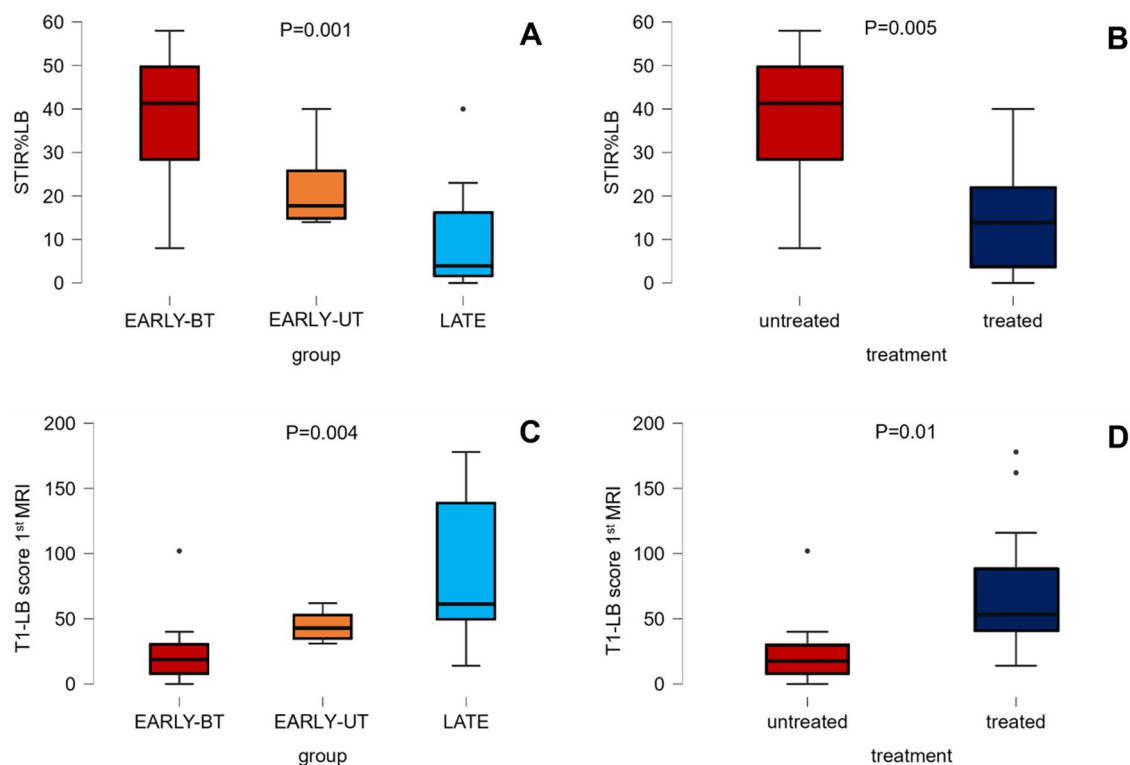 P=0.001
A
60
50
40
30
20
10
0
STIR%LB
EARLY-BT EARLY-UT LATE
group
P=0.005
B
60
50
40
30
20
10
0
STIR%LB
untreated treated
treatment
P=0.004
C
200
150
100
50
0
T1-LB score 1st MRI
EARLY-BT EARLY-UT LATE
group
P=0.01
D
200
150
100
50
0
T1-LB score 1st MRI
untreated treated
treatment